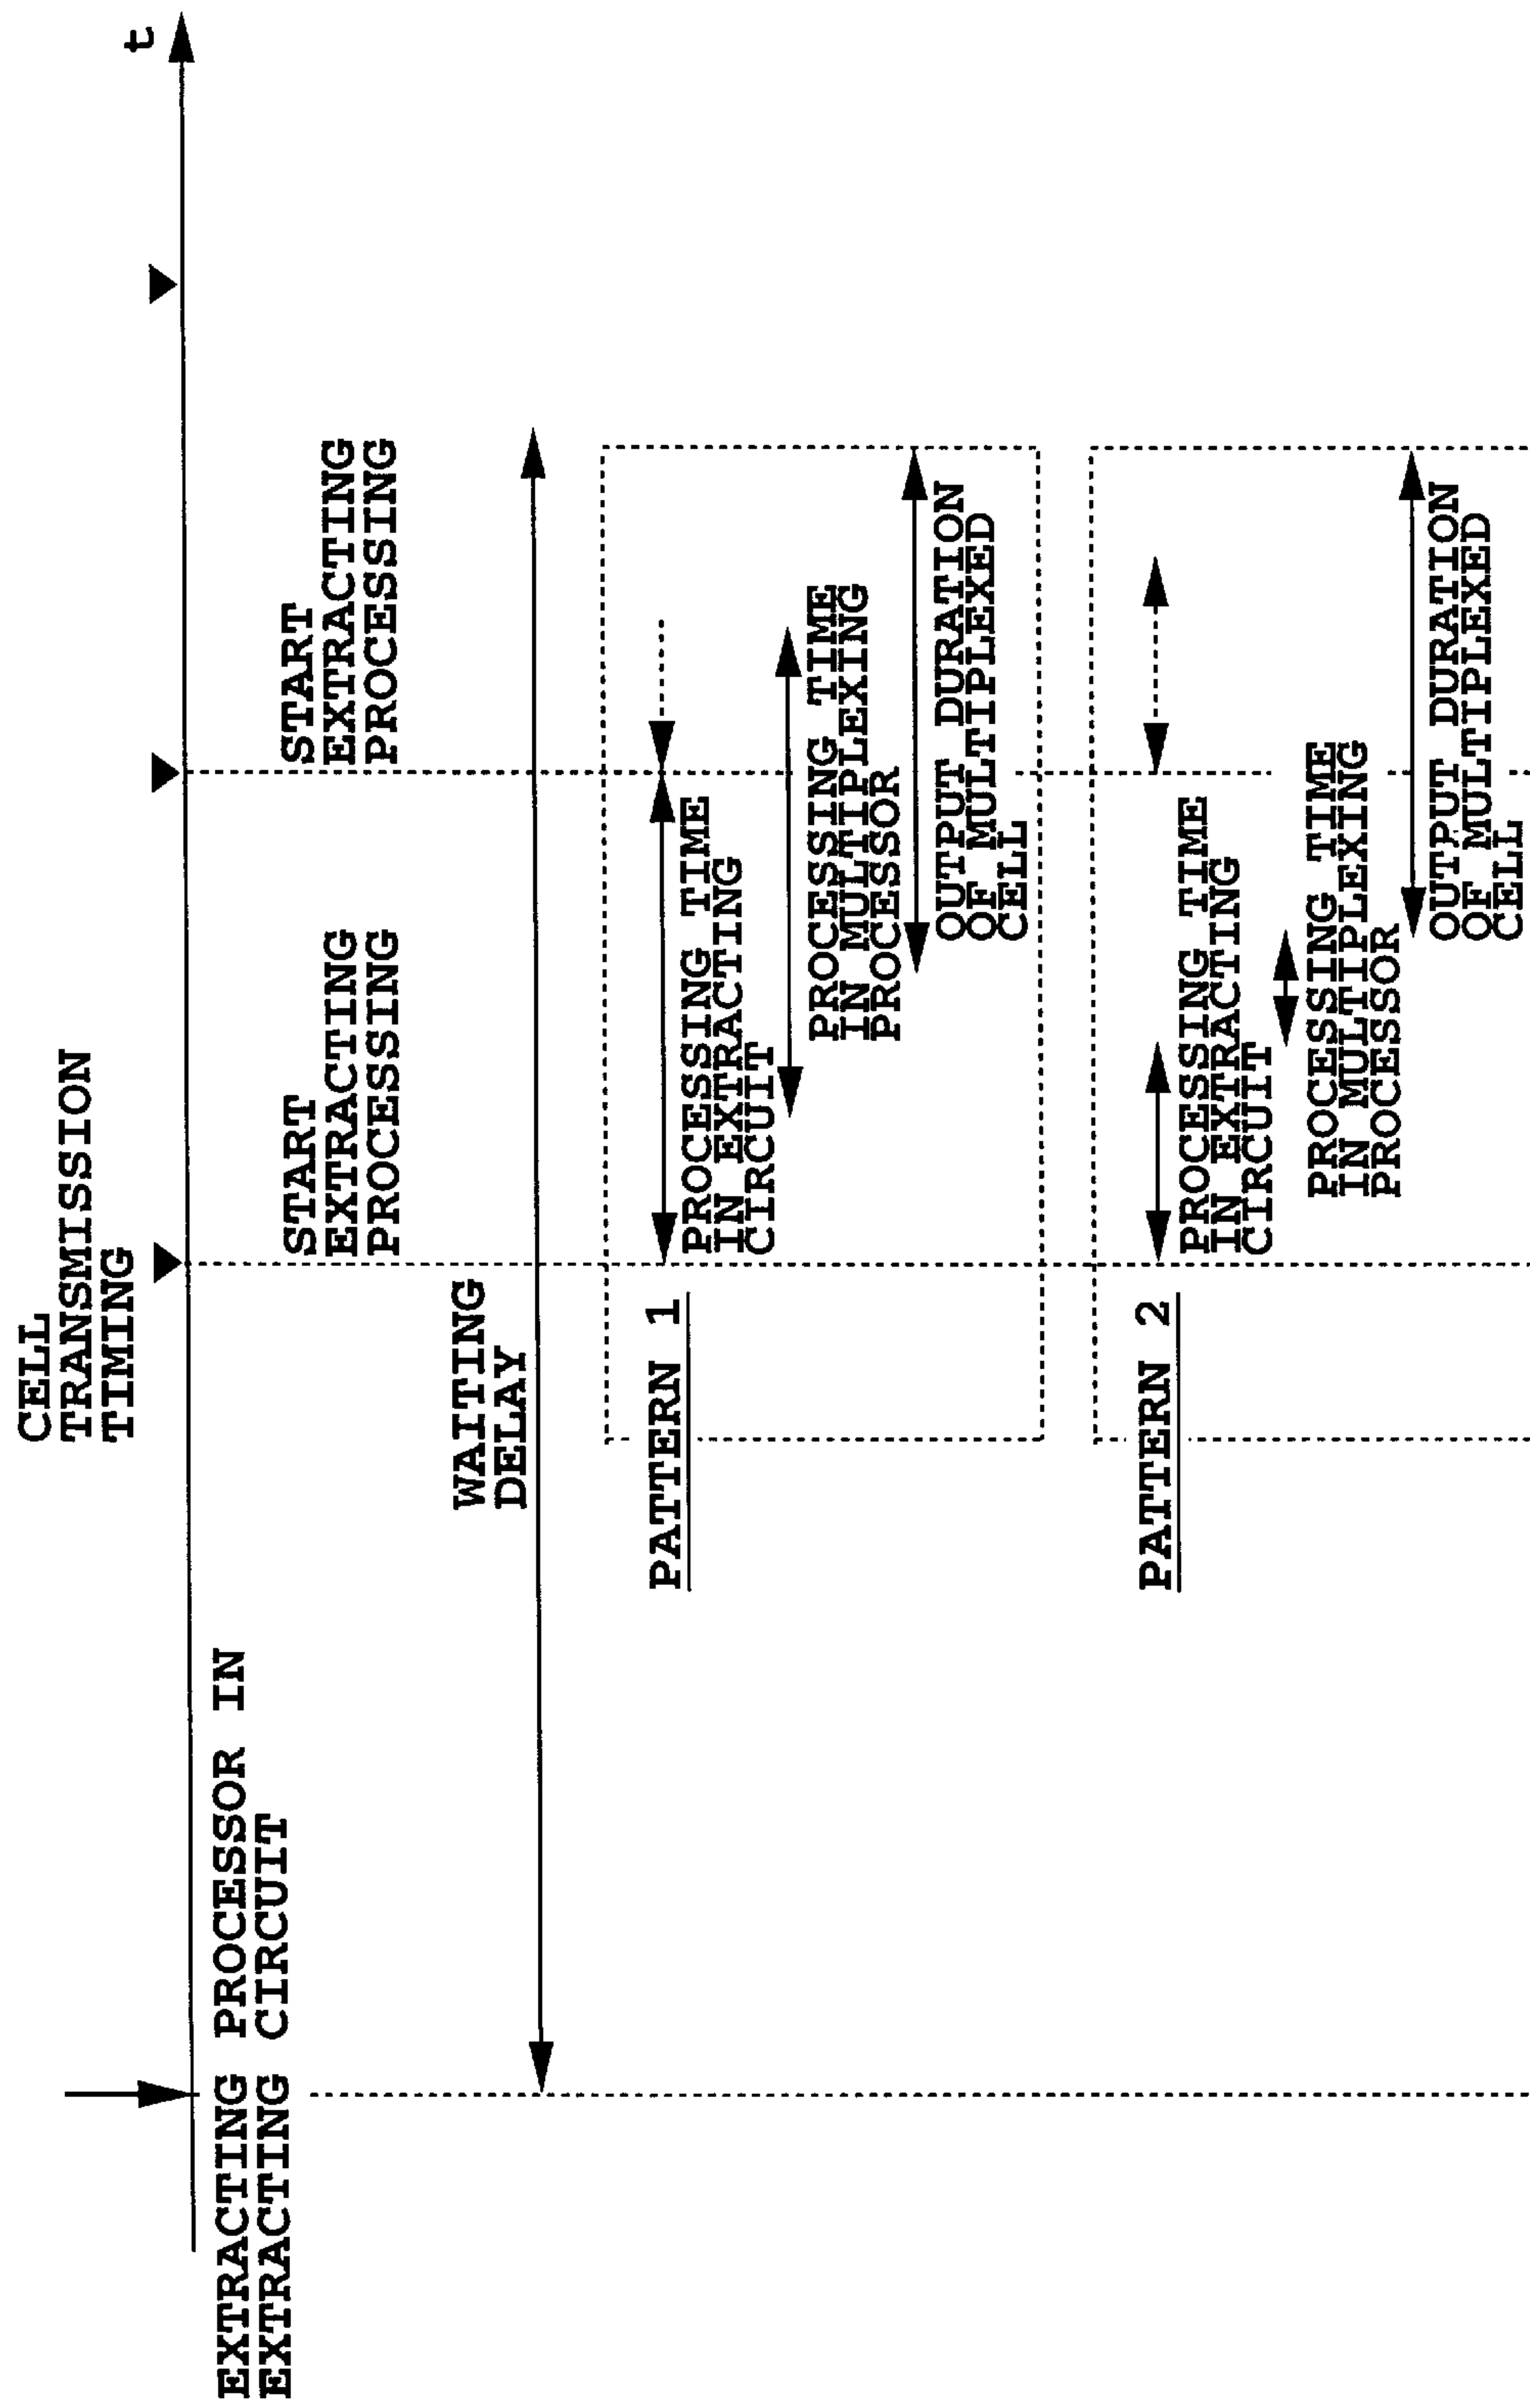 CELL
TRANSMISSION
TIMING
t
EXTRACTING PROCESSOR IN
EXTRACTING CIRCUIT
START
EXTRACTING
PROCESSING
START
EXTRACTING
PROCESSING
WAITING
DELAY
PATTERN 1
PROCESSING TIME
IN EXTRACTING
CIRCUIT
PROCESSING TIME
IN MULTIPLEXING
PROCESSOR
OUTPUT DURATION
OF MULTIPLEXED
CELL
PATTERN 2
PROCESSING TIME
IN EXTRACTING
CIRCUIT
PROCESSING TIME
IN MULTIPLEXING
PROCESSOR
OUTPUT DURATION
OF MULTIPLEXED
CELL